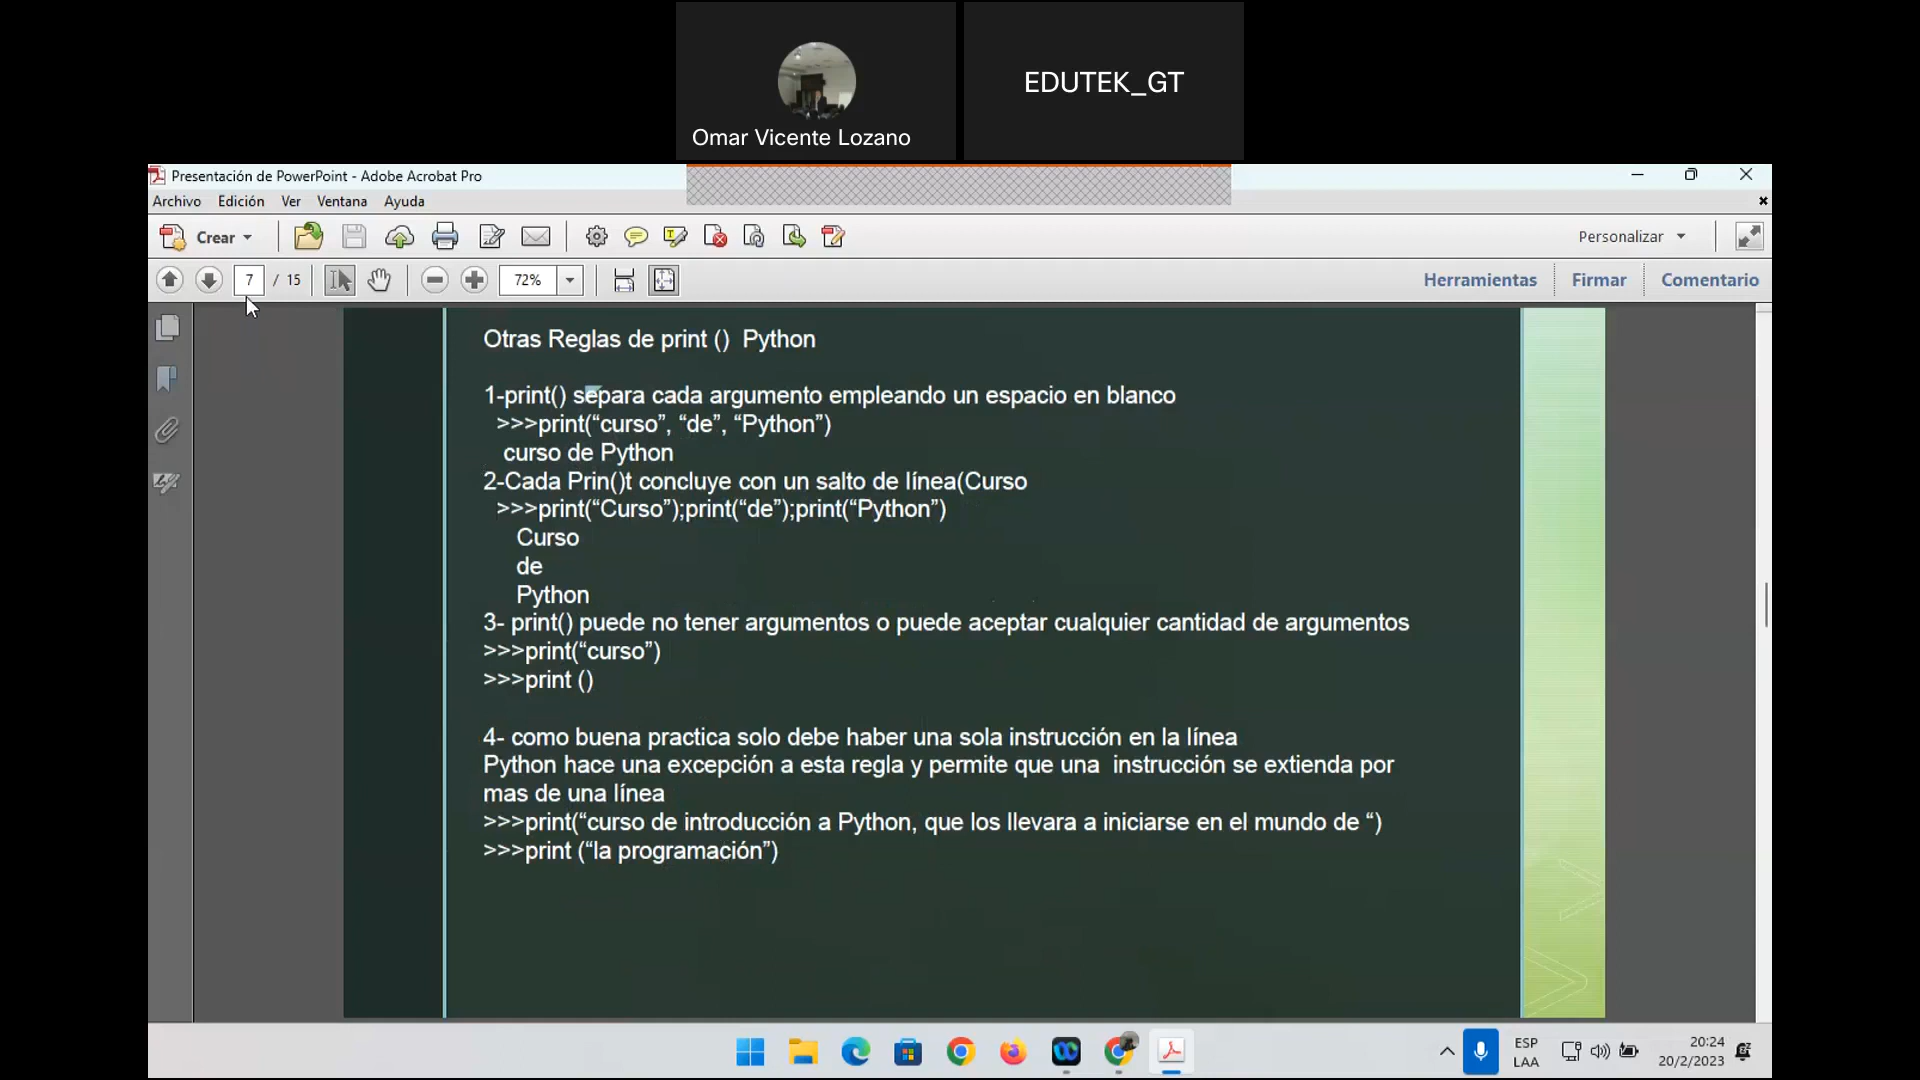 EDUTEK_GT
Omar Vicente Lozano
Presentación de PowerPoint - Adobe Acrobat Pro
Archivo Edición Ver Ventana Ayuda
Crear Personalizar
7 / 15 72% Herramientas Firmar Comentario
Otras Reglas de print ()  Python
1-print() separa cada argumento empleando un espacio en blanco
>>>print(“curso”, “de”, “Python”)
curso de Python
2-Cada Prin()t concluye con un salto de línea(Curso
>>>print(“Curso”);print(“de”);print(“Python”)
Curso
de
Python
3- print() puede no tener argumentos o puede aceptar cualquier cantidad de argumentos
>>>print(“curso”)
>>>print ()
4- como buena practica solo debe haber una sola instrucción en la línea
Python hace una excepción a esta regla y permite que una  instrucción se extienda por
mas de una línea
>>>print(“curso de introducción a Python, que los llevara a iniciarse en el mundo de “)
>>>print (“la programación”)
ESP 20:24
LAA 20/2/2023